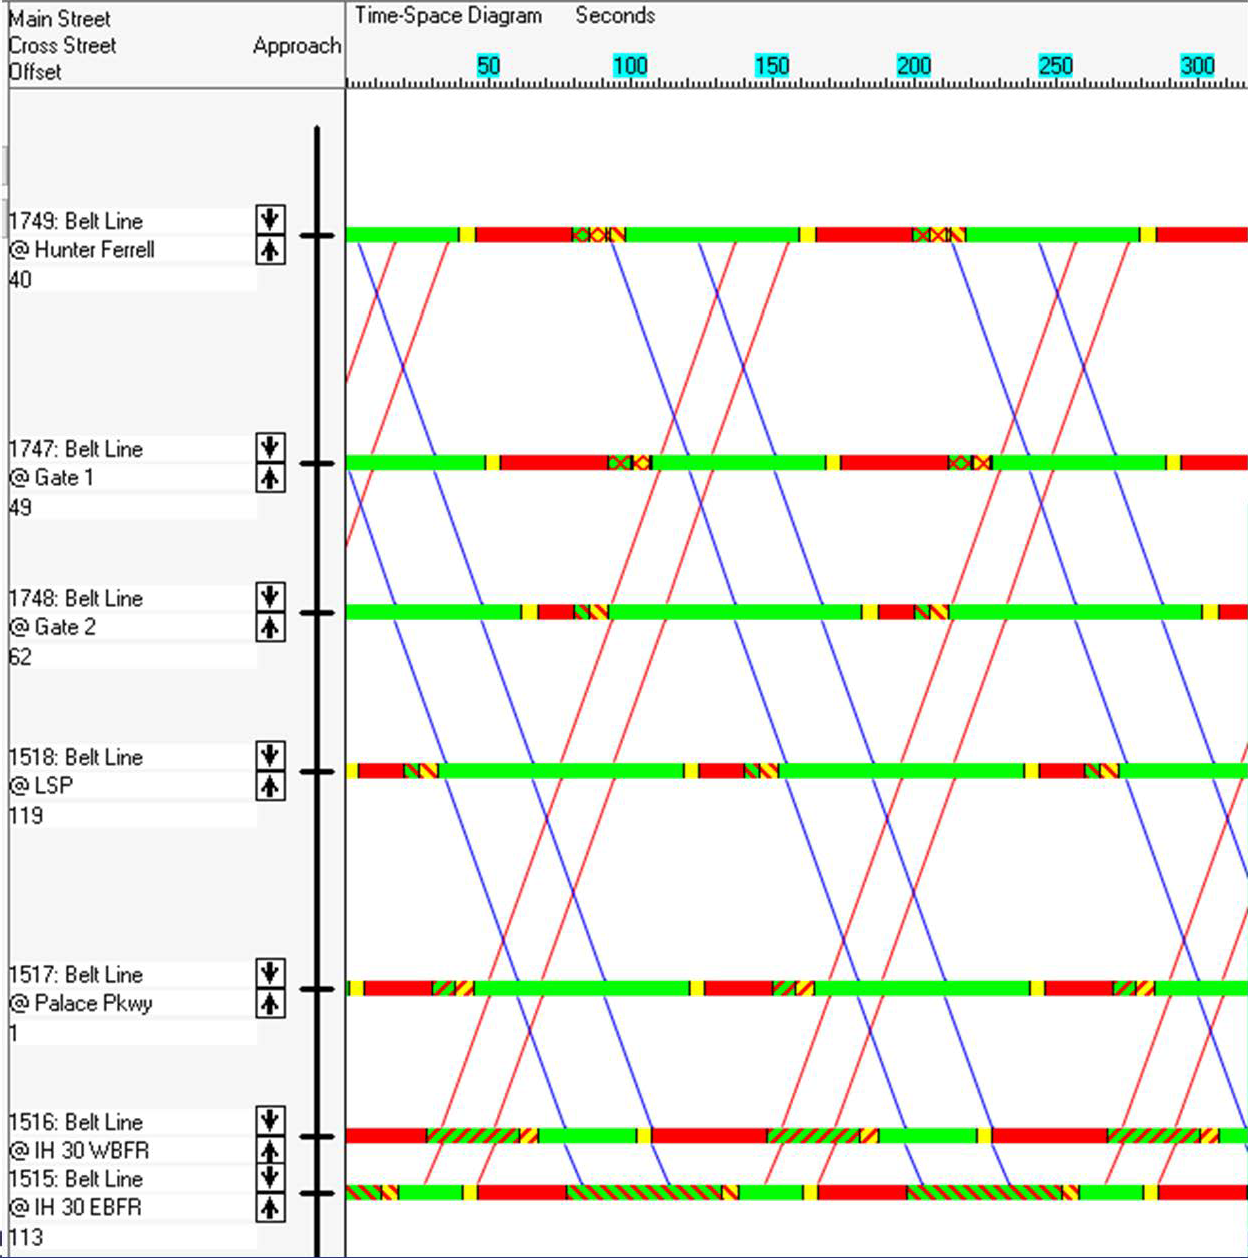 Main Street
Cross Street Approach
Offset
Time-Space Diagram Seconds
50 100 150 200 250 300
1749: Belt Line
@ Hunter Ferrell
40
1747: Belt Line
@ Gate 1
49
1748: Belt Line
@ Gate 2
62
1518: Belt Line
@ LSP
119
1517: Belt Line
@ Palace Pkwy
1
1516: Belt Line
@ IH 30 WBFR
1515: Belt Line
@ IH 30 EBFR
113